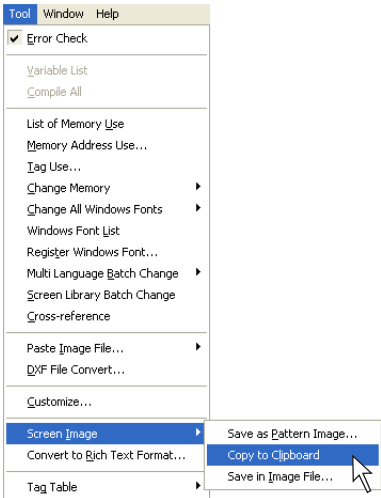 Tool Window Help
Error Check
Variable List
Compile All
List of Memory Use
Memory Address Use...
Tag Use...
Change Memory
Change All Windows Fonts
Windows Font List
Register Windows Font...
Multi Language Batch Change
Screen Library Batch Change
Cross-reference
Paste Image File...
DXF File Convert...
Customize...
Screen Image
Save as Pattern Image...
Convert to Rich Text Format...
Copy to Clipboard
Save in Image File...
Tag Table